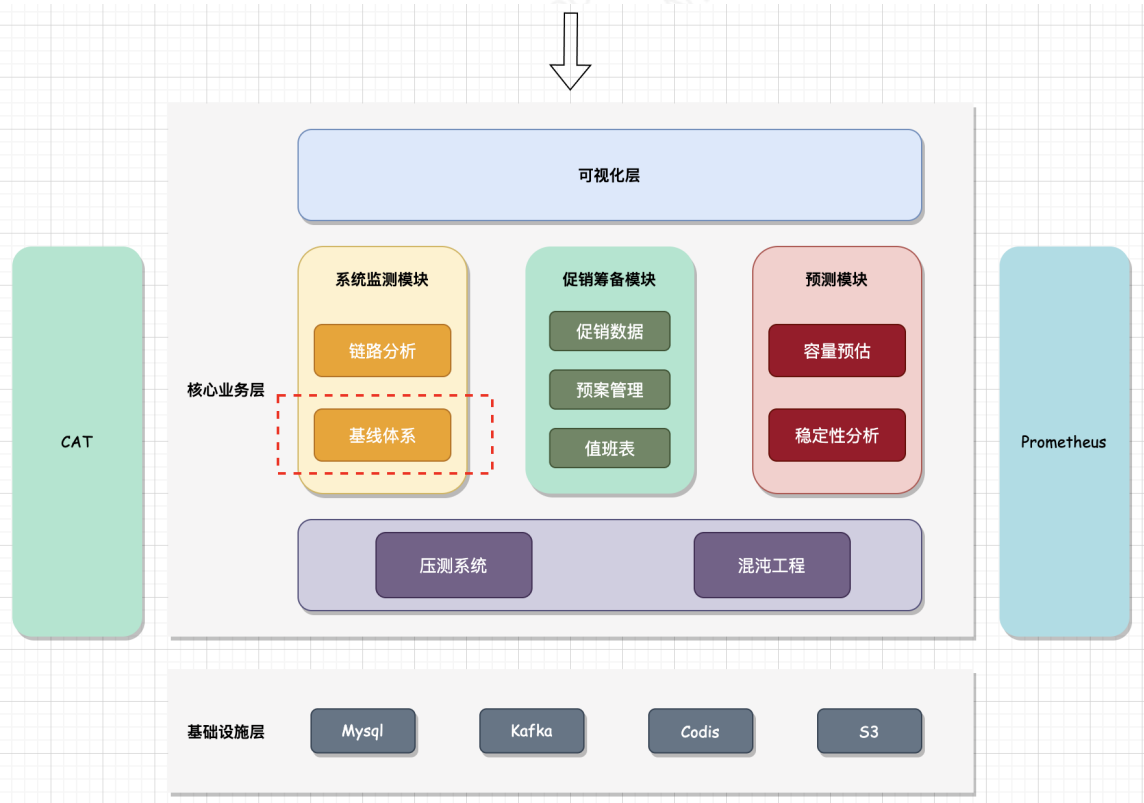 可视化层
系统监测模块
促销筹备模块
预测模块
链路分析
促销数据
容量预估
核心业务层
预案管理
基线体系
稳定性分析
值班表
CAT
Prometheus
压测系统
混沌工程
基础设施层
Mysql
Kafka
Codis
S3